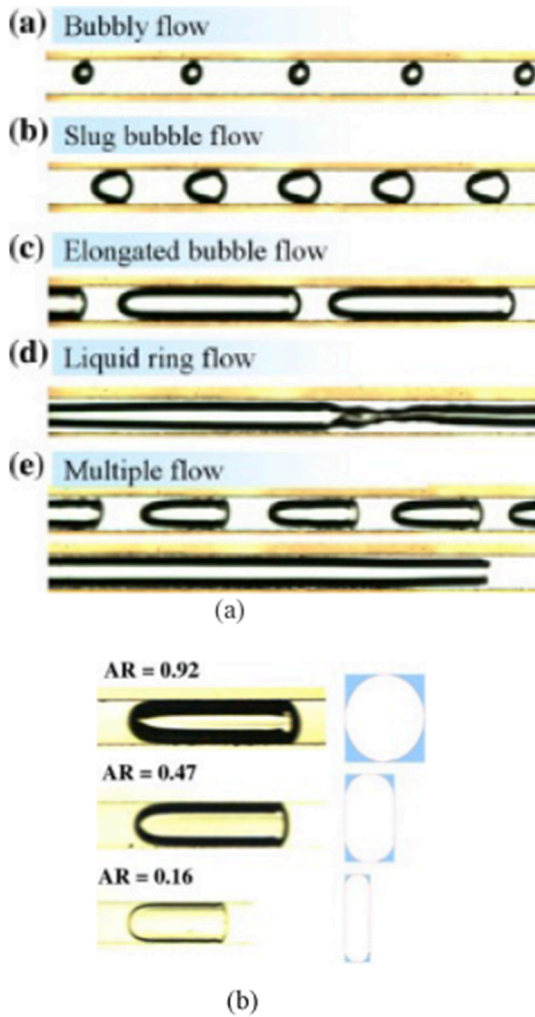 (a) Bubbly flow
(b) Slug bubble flow
(c) Elongated bubble flow
(d) Liquid ring flow
(e) Multiple flow
(a)
AR = 0.92
AR = 0.47
AR = 0.16
(b)